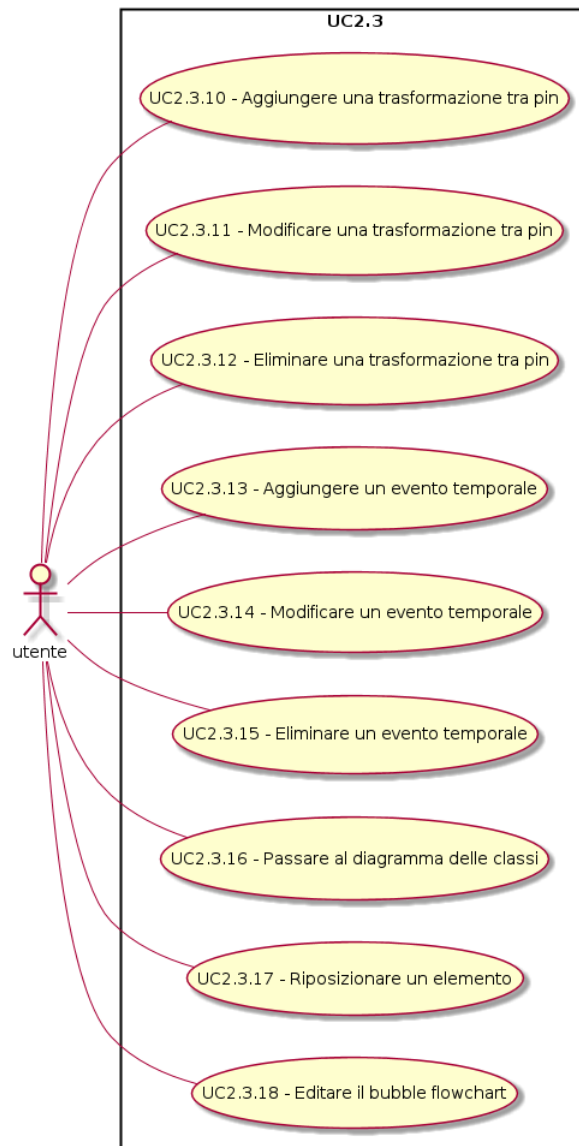 UC2.3
UC2.3.10 - Aggiungere una trasformazione tra pin
UC2.3.11 - Modificare una trasformazione tra pin
UC2.3.12 - Eliminare una trasformazione tra pin
UC2.3.13 - Aggiungere un evento temporale
UC2.3.14 - Modificare un evento temporale
utente
UC2.3.15 - Eliminare un evento temporale
UC2.3.16 - Passare al diagramma delle classi
UC2.3.17 - Riposizionare un elemento
UC2.3.18 - Editare il bubble flowchart